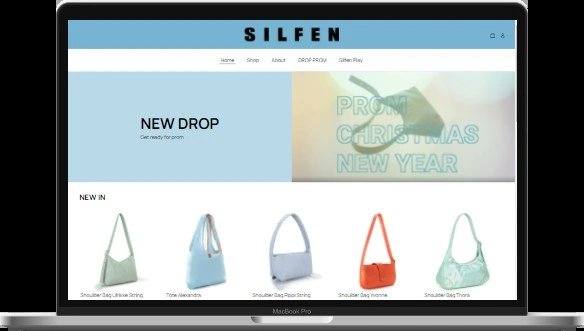 SILFEN
Home Shop About DROP PROM Silfen Play
NEW DROP
Get ready for prom
PROM
CHRISTMAS
NEW YEAR
NEW IN
Shoulder Bag Ulrikke String
Tote Alexandra
Shoulder Bag Pippi String
Shoulder Bag Yvonne
Shoulder Bag Thora
MacBook Pro